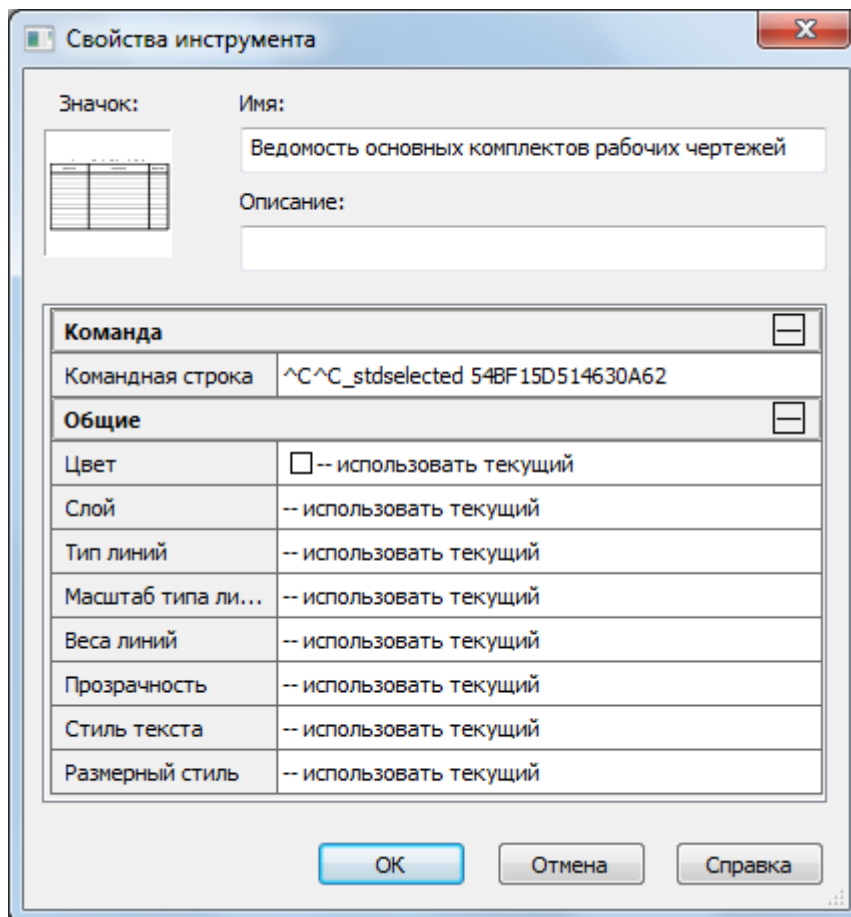 Свойства инструмента
Значок:
Имя:
Ведомость основных комплектов рабочих чертежей
Описание:
Команда
Командная строка ^C^C_stdselected 54BF15D514630A62
Общие
Цвет -- использовать текущий
Слой -- использовать текущий
Тип линий -- использовать текущий
Масштаб типа ли... -- использовать текущий
Веса линий -- использовать текущий
Прозрачность -- использовать текущий
Стиль текста -- использовать текущий
Размерный стиль -- использовать текущий
ОК Отмена Справка